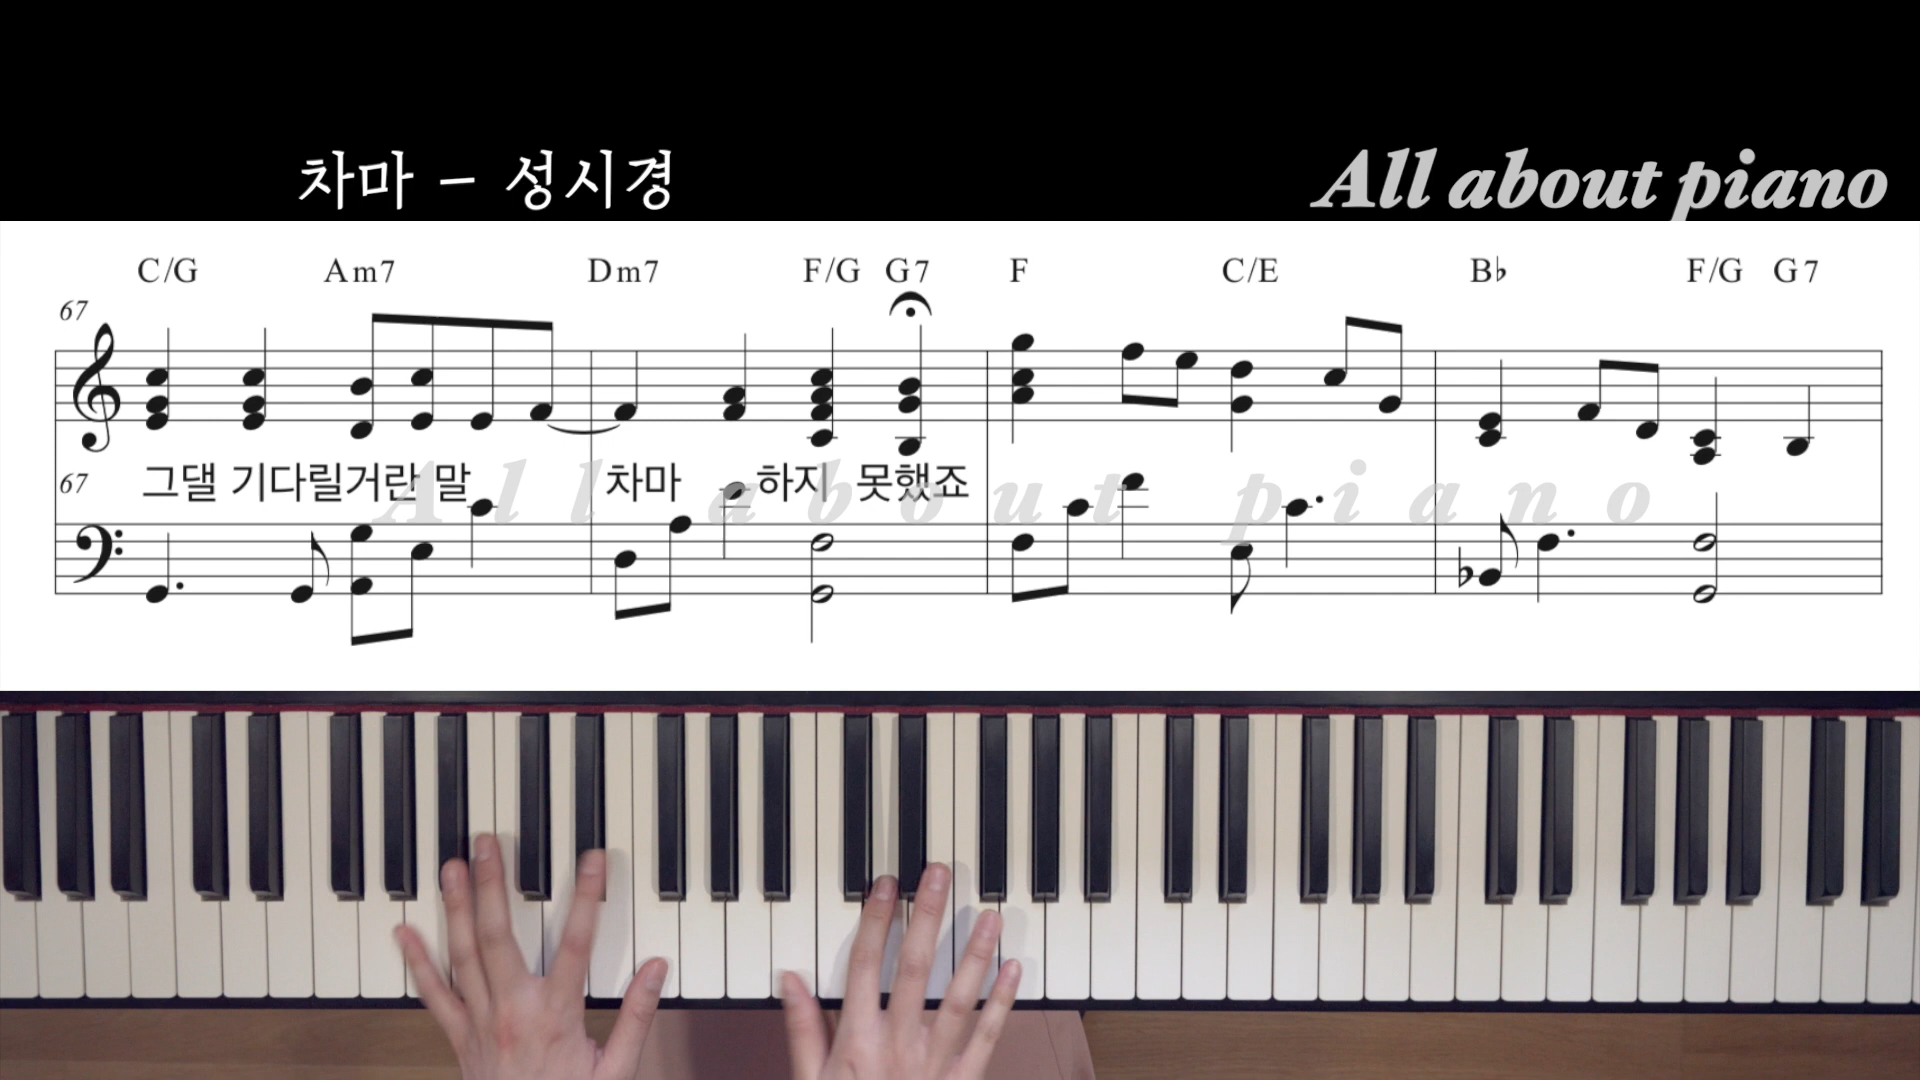 차마 - 성시경
All about piano
C/G Am7 Dm7 F/G G7 F C/E B♭ F/G G7
67
그댈 기다릴거란 말 차마 하지 못했죠
67
All about piano